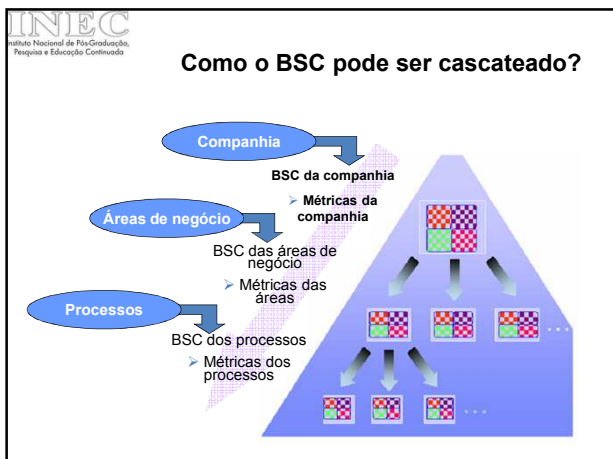 INEC
Instituto Nacional de Pós-Graduação,
Pesquisa e Educação Continuada
Como o BSC pode ser cascateado?
Companhia
BSC da companhia
Métricas da
companhia
Áreas de negócio
BSC das áreas de
negócio
Métricas das
áreas
Processos
BSC dos processos
Métricas dos
processos
...
...